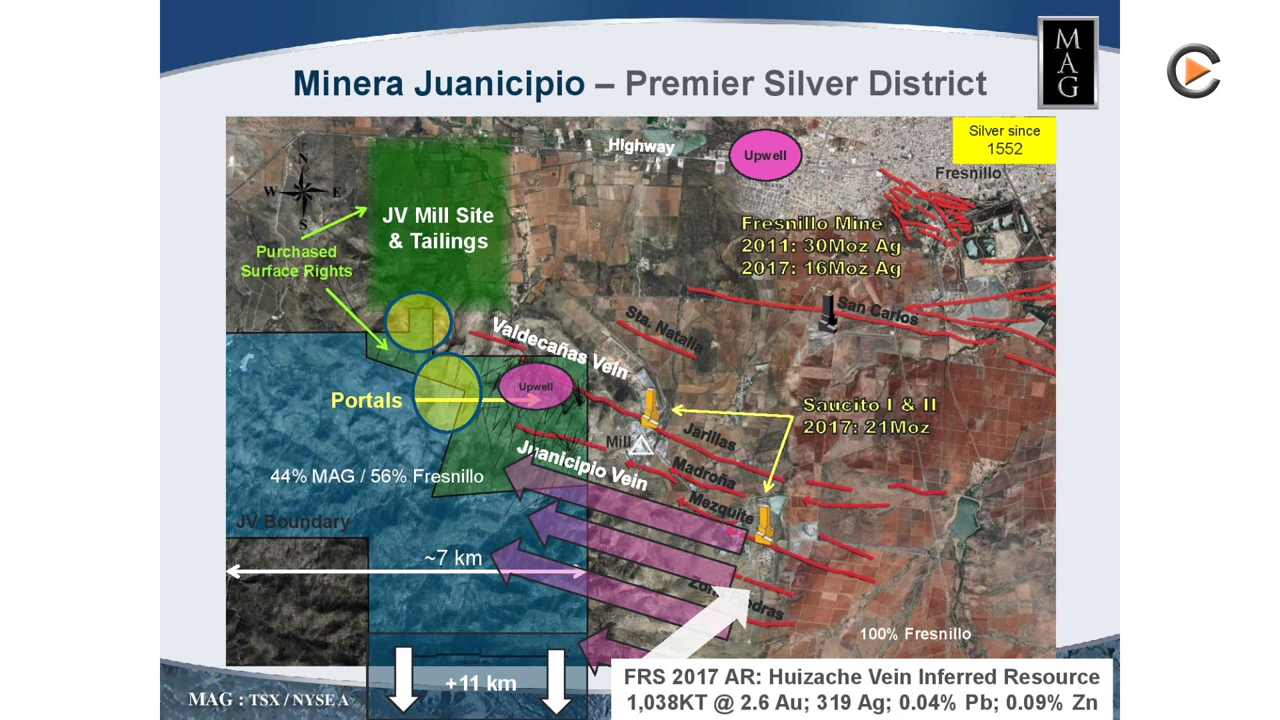 Minera Juanicipio – Premier Silver District
M
A
G
Silver since
1552
Highway
Upwell
Fresnillo
N
W E
S
JV Mill Site
& Tailings
Purchased
Surface Rights
Fresnillo Mine
2011: 30Moz Ag
2017: 16Moz Ag
San Carlos
Sta. Natalia
Valdecañas Vein
Upwell
Portals
Saucito I & II
2017: 21Moz
Jarillas
Mill
Madroña
Juanicipio Vein
Mezquite
44% MAG / 56% Fresnillo
JV Boundary
~7 km
100% Fresnillo
+11 km
FRS 2017 AR: Huizache Vein Inferred Resource
1,038KT @ 2.6 Au; 319 Ag; 0.04% Pb; 0.09% Zn
MAG : TSX / NYSE A